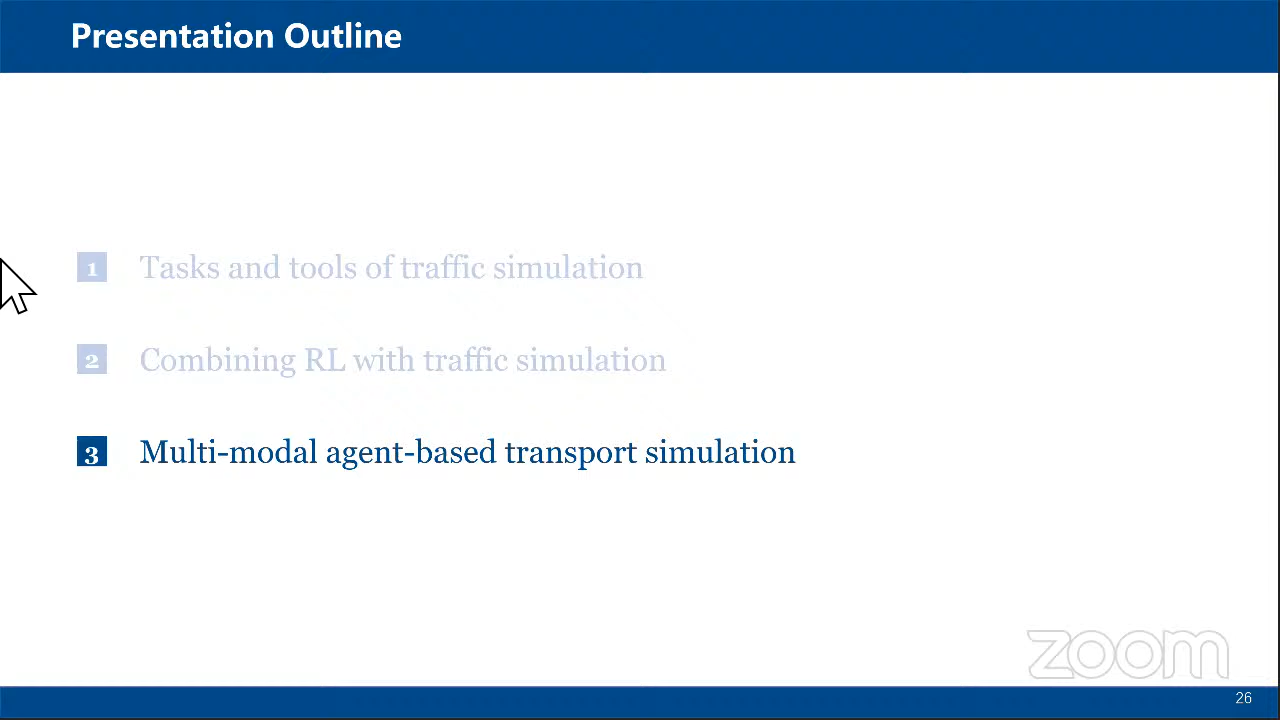 Presentation Outline
1 Tasks and tools of traffic simulation
2 Combining RL with traffic simulation
3 Multi-modal agent-based transport simulation
zoom
26